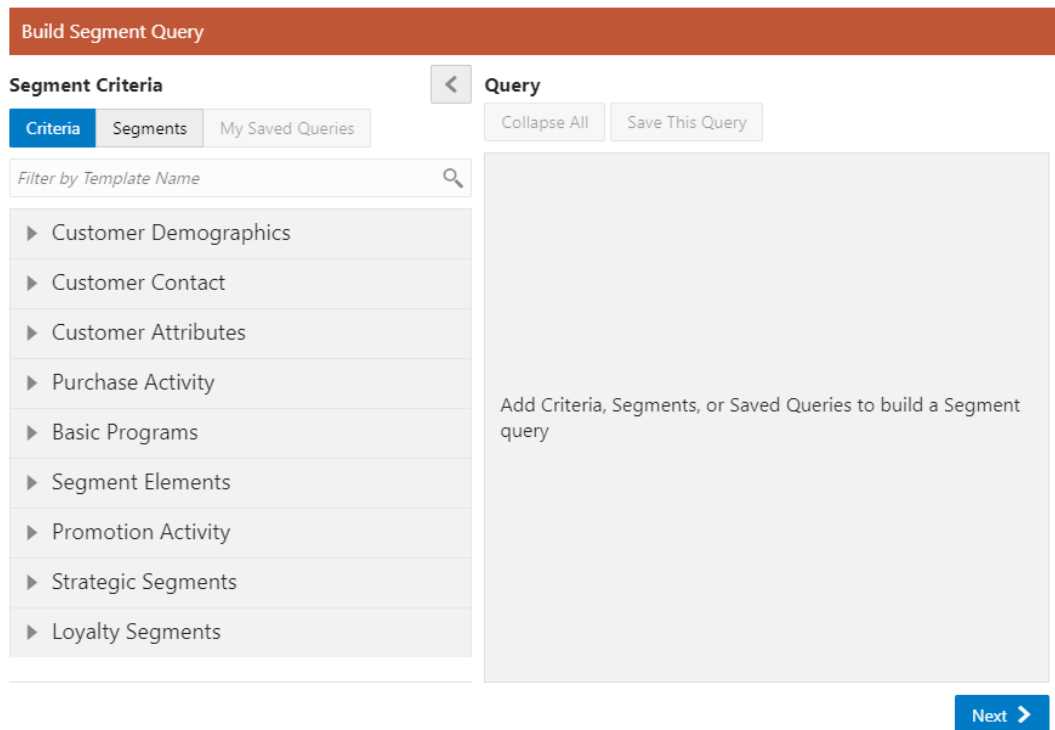 Build Segment Query
Segment Criteria
Criteria Segments My Saved Queries
Filter by Template Name
Customer Demographics
Customer Contact
Customer Attributes
Purchase Activity
Basic Programs
Segment Elements
Promotion Activity
Strategic Segments
Loyalty Segments
Query
Collapse All Save This Query
Add Criteria, Segments, or Saved Queries to build a Segment
query
Next